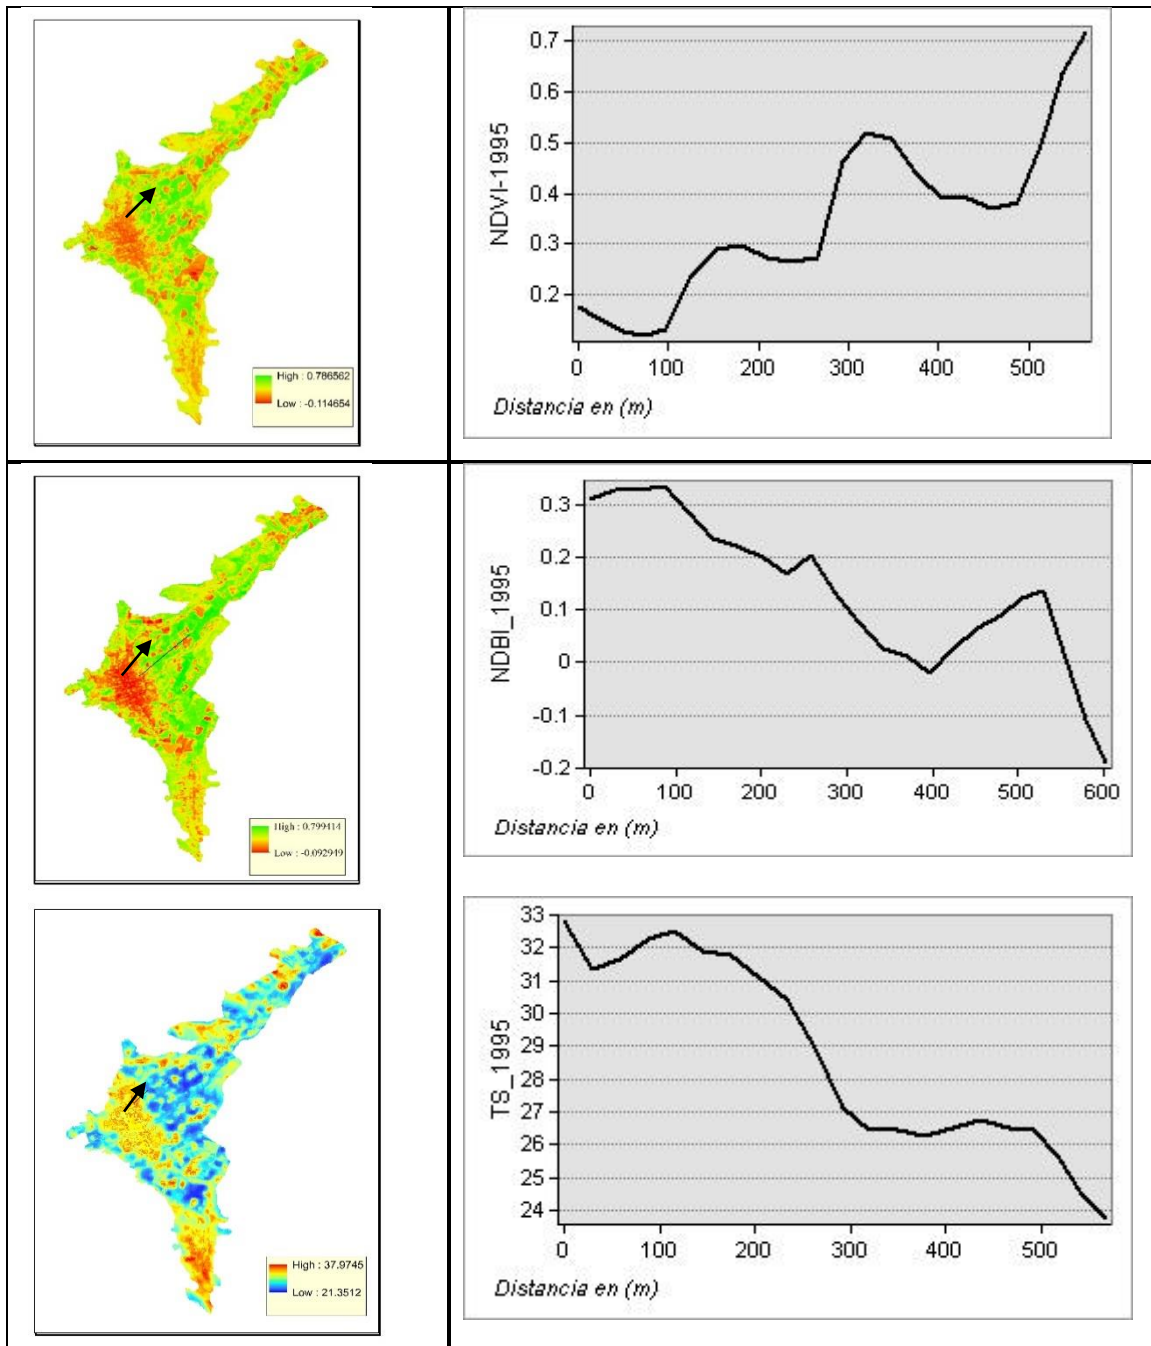 High : 0.786562
Low : -0.114654
NDVI-1995
0.7
0.6
0.5
0.4
0.3
0.2
0 100 200 300 400 500
Distancia en (m)
High : 0.799414
Low : -0.092949
NDBI_1995
0.3
0.2
0.1
0
-0.1
-0.2
0 100 200 300 400 500 600
Distancia en (m)
High : 37.9745
Low : 21.3512
TS_1995
33
32
31
30
29
28
27
26
25
24
0 100 200 300 400 500
Distancia en (m)